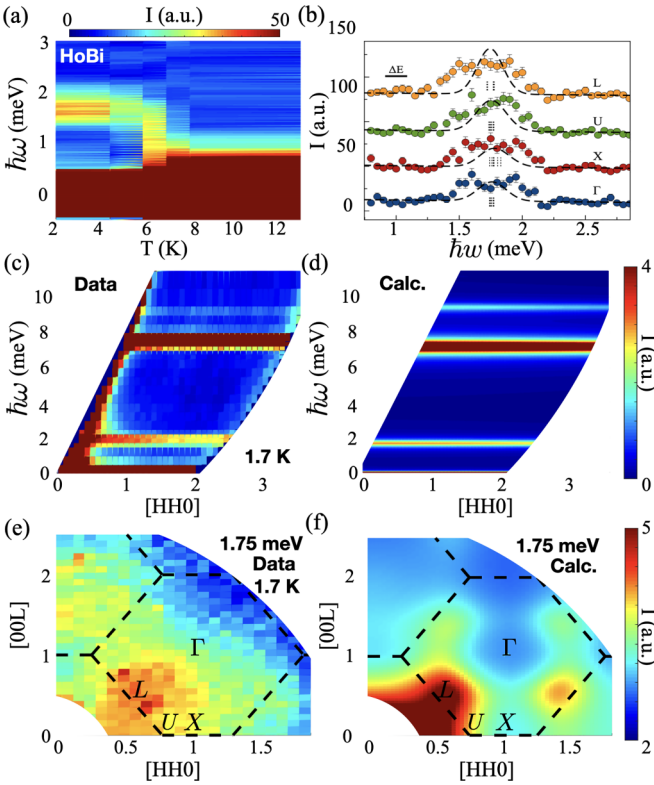 (a)
I (a.u.)
0
50
HoBi
3
2
1
0
ħω (meV)
2 4 6 8 10 12
T (K)
(b)
150
100
50
0
I (a.u.)
ΔE
L
U
X
Γ
1 1.5 2 2.5
ħw (meV)
(c)
Data
10
8
6
4
2
0
ħω (meV)
1.7 K
0 1 2 3
[HH0]
(d)
Calc.
10
8
6
4
2
0
ħω (meV)
0 1 2 3
[HH0]
4
I (a.u.)
0
(e)
1.75 meV
Data
1.7 K
2
1
0
[00L]
Γ
L
U X
0 0.5 1 1.5
[HH0]
(f)
1.75 meV
Calc.
2
1
0
[00L]
Γ
L
U X
0 0.5 1 1.5
[HH0]
5
I (a.u.)
2